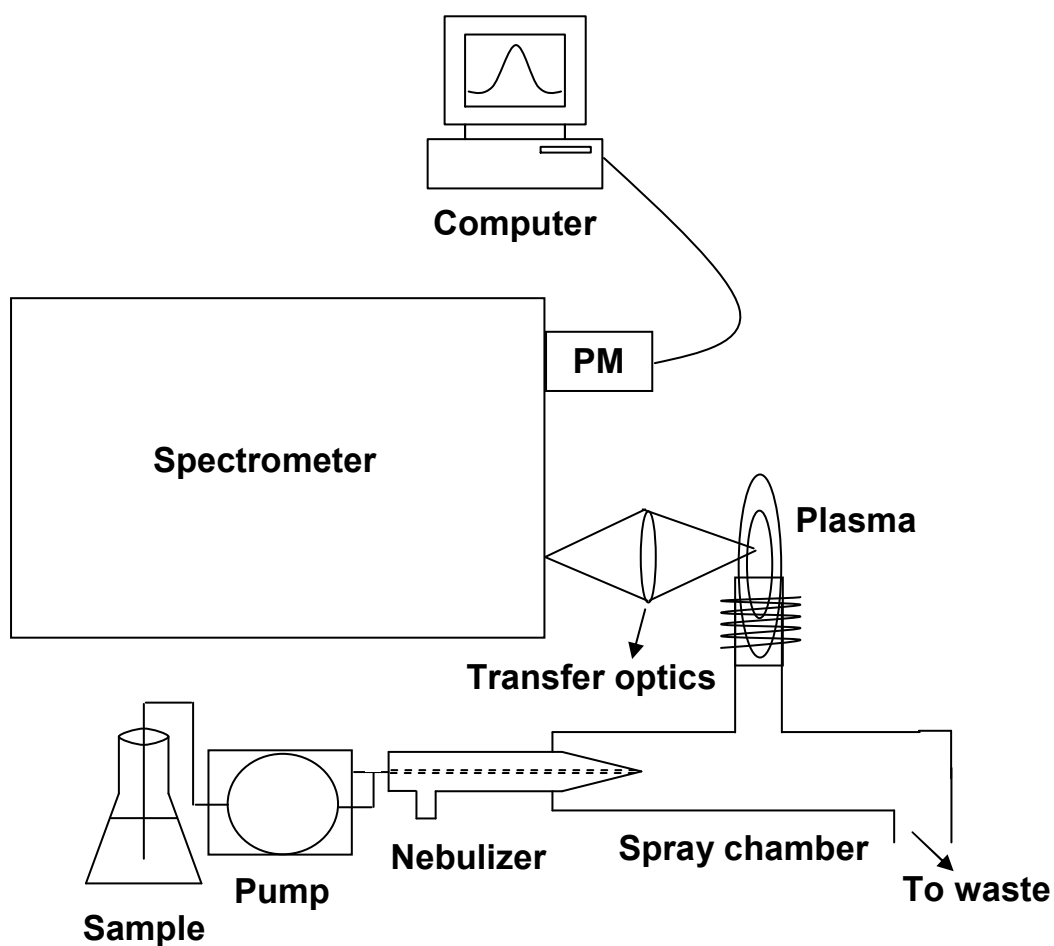 Computer
PM
Spectrometer
Plasma
Transfer optics
Nebulizer
Spray chamber
Pump
To waste
Sample